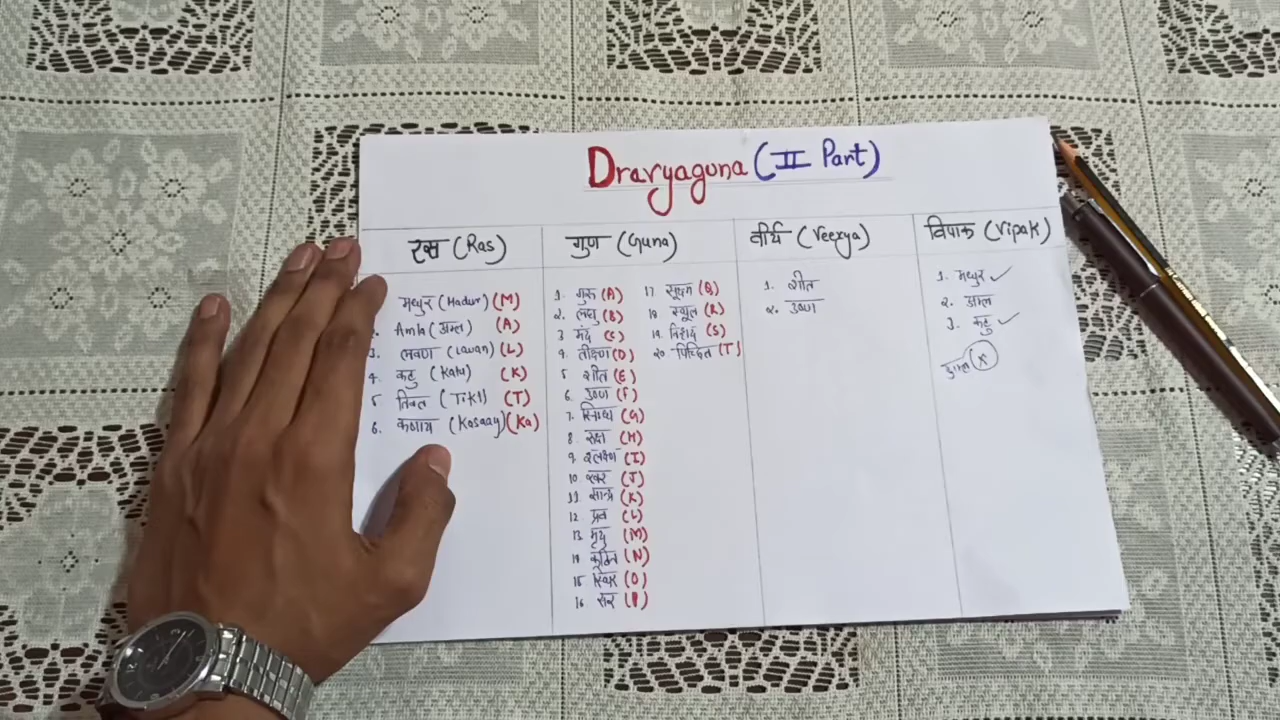 Dravyaguna (II Part)
रस (Ras)
मधुर (Madur) (M)
Amla (अम्ल) (A)
3. लवण (Lavan) (L)
4. कटु (Katu) (K)
5 तिक्त (Tikt) (T)
6. कषाय (Kasaay) (Ka)
गुण (Guna)
1. गुरु (A)
2. लघु (B)
3 मंद (C)
4. तीक्ष्ण (D)
5 शीत (E)
6. उष्ण (F)
7. स्निग्ध (G)
8. रूक्ष (H)
9. श्लक्ष्ण (I)
10 खर (J)
11 सान्द्र (K)
12. द्रव (L)
13. मृदु (M)
14 कठिन (N)
15 स्थिर (O)
16 सर (P)
17 सूक्ष्म (Q)
18 स्थूल (R)
19. विशद (S)
20 पिच्छिल (T)
वीर्य (Veerya)
1. शीत
2. उष्ण
विपाक (Vipak)
1. मधुर ✓
2. अम्ल
3. कटु ✓